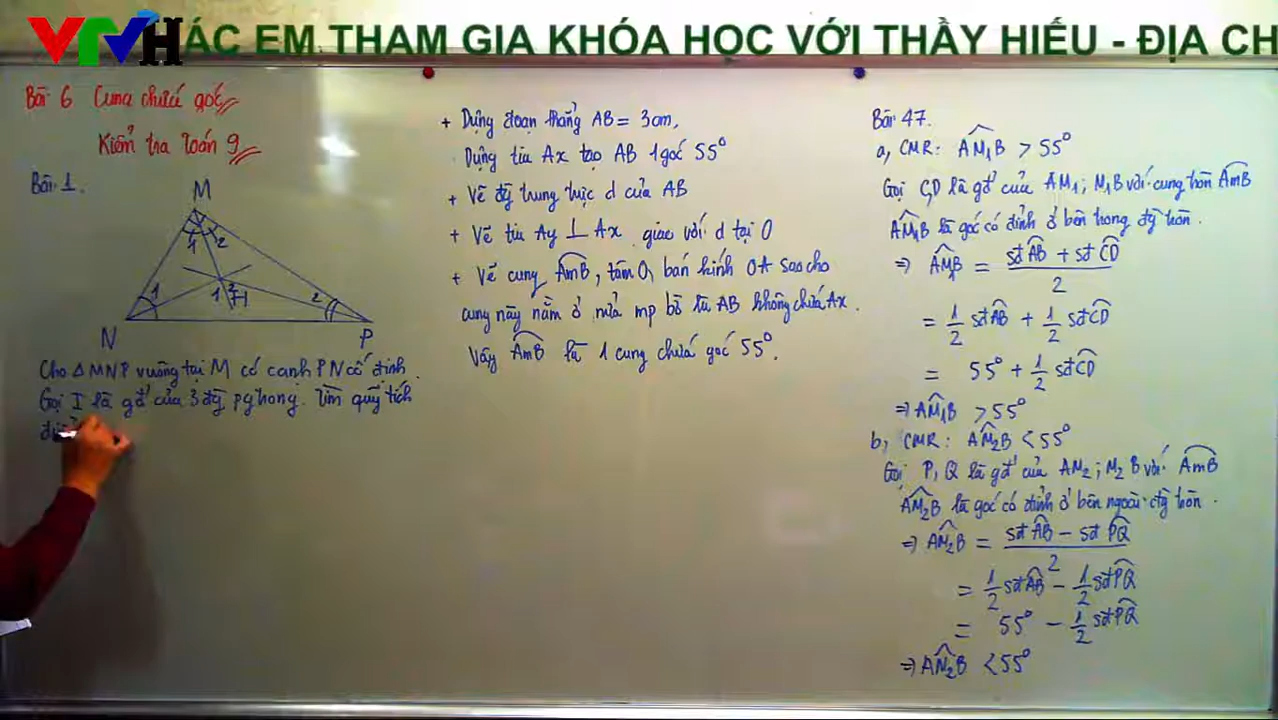 VTVH ÁC EM THAM GIA KHÓA HỌC VỚI THẦY HIẾU - ĐỊA CH
Bài 6 Cung chứa góc
Kiểm tra Toán 9
Bài 1.
M
1 2
1 1 2 1 2
N P
Cho △MNP vuông tại M có cạnh PN cố định.
Gọi I là gđ của 3 đg pg trong. Tìm quỹ tích
+ Dựng đoạn thẳng AB = 3cm,
Dựng tia Ax tạo AB 1 góc 55°
+ Vẽ đg trung trực d của AB
+ Vẽ tia Ay ⊥ Ax giao với d tại O
+ Vẽ cung AmB, tâm O, bán kính OA sao cho
cung này nằm ở nửa mp bờ là AB không chứa Ax.
Vậy AmB là 1 cung chứa góc 55°.
Bài 47.
a, CMR: AM₁B > 55°
Gọi C,D là gđ của AM₁; M₁B với cung tròn AmB
AM₁B là góc có đỉnh ở bên trong đg tròn.
⇒ AM₁B = sđ AB + sđ CD / 2
= 1/2 sđ AB + 1/2 sđ CD
= 55° + 1/2 sđ CD
⇒ AM₁B > 55°
b, CMR: AM₂B < 55°
Gọi P, Q là gđ của AM₂; M₂B với AmB
AM₂B là góc có đỉnh ở bên ngoài đg tròn.
⇒ AM₂B = sđ AB − sđ PQ / 2
= 1/2 sđ AB − 1/2 sđ PQ
= 55° − 1/2 sđ PQ
⇒ AM₂B < 55°